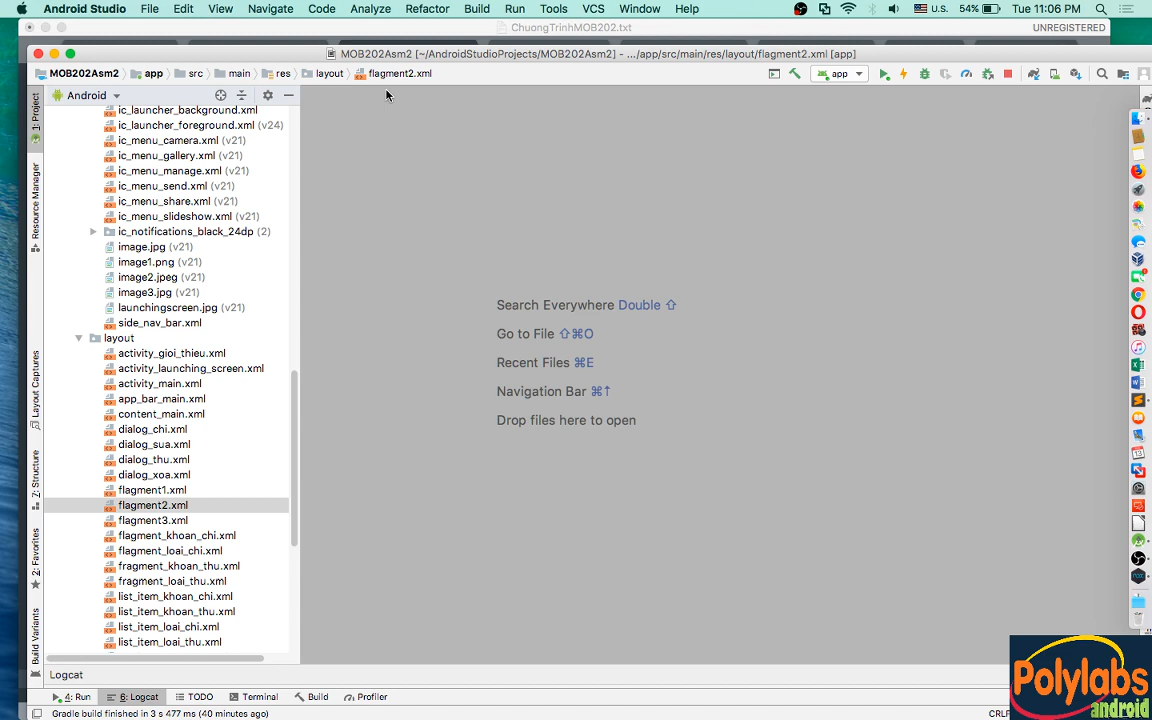 Android Studio File Edit View Navigate Code Analyze Refactor Build Run Tools VCS Window Help U.S. 54% Tue 11:06 PM
ChuongTrinhMOB202.txt UNREGISTERED
MOB202Asm2 [~/AndroidStudioProjects/MOB202Asm2] - .../app/src/main/res/layout/flagment2.xml [app]
MOB202Asm2 app src main res layout flagment2.xml app
1: Project
Resource Manager
Layout Captures
7: Structure
2: Favorites
Build Variants
Android
ic_launcher_background.xml
ic_launcher_foreground.xml (v24)
ic_menu_camera.xml (v21)
ic_menu_gallery.xml (v21)
ic_menu_manage.xml (v21)
ic_menu_send.xml (v21)
ic_menu_share.xml (v21)
ic_menu_slideshow.xml (v21)
ic_notifications_black_24dp (2)
image.jpg (v21)
image1.png (v21)
image2.jpeg (v21)
image3.jpg (v21)
launchingscreen.jpg (v21)
side_nav_bar.xml
layout
activity_gioi_thieu.xml
activity_launching_screen.xml
activity_main.xml
app_bar_main.xml
content_main.xml
dialog_chi.xml
dialog_sua.xml
dialog_thu.xml
dialog_xoa.xml
flagment1.xml
flagment2.xml
flagment3.xml
flagment_khoan_chi.xml
flagment_loai_chi.xml
fragment_khoan_thu.xml
fragment_loai_thu.xml
list_item_khoan_chi.xml
list_item_khoan_thu.xml
list_item_loai_chi.xml
list_item_loai_thu.xml
Search Everywhere Double ⇧
Go to File ⇧⌘O
Recent Files ⌘E
Navigation Bar ⌘↑
Drop files here to open
Logcat
4: Run 6: Logcat TODO Terminal Build Profiler
Gradle build finished in 3 s 477 ms (40 minutes ago) CRLF
Polylabs
android